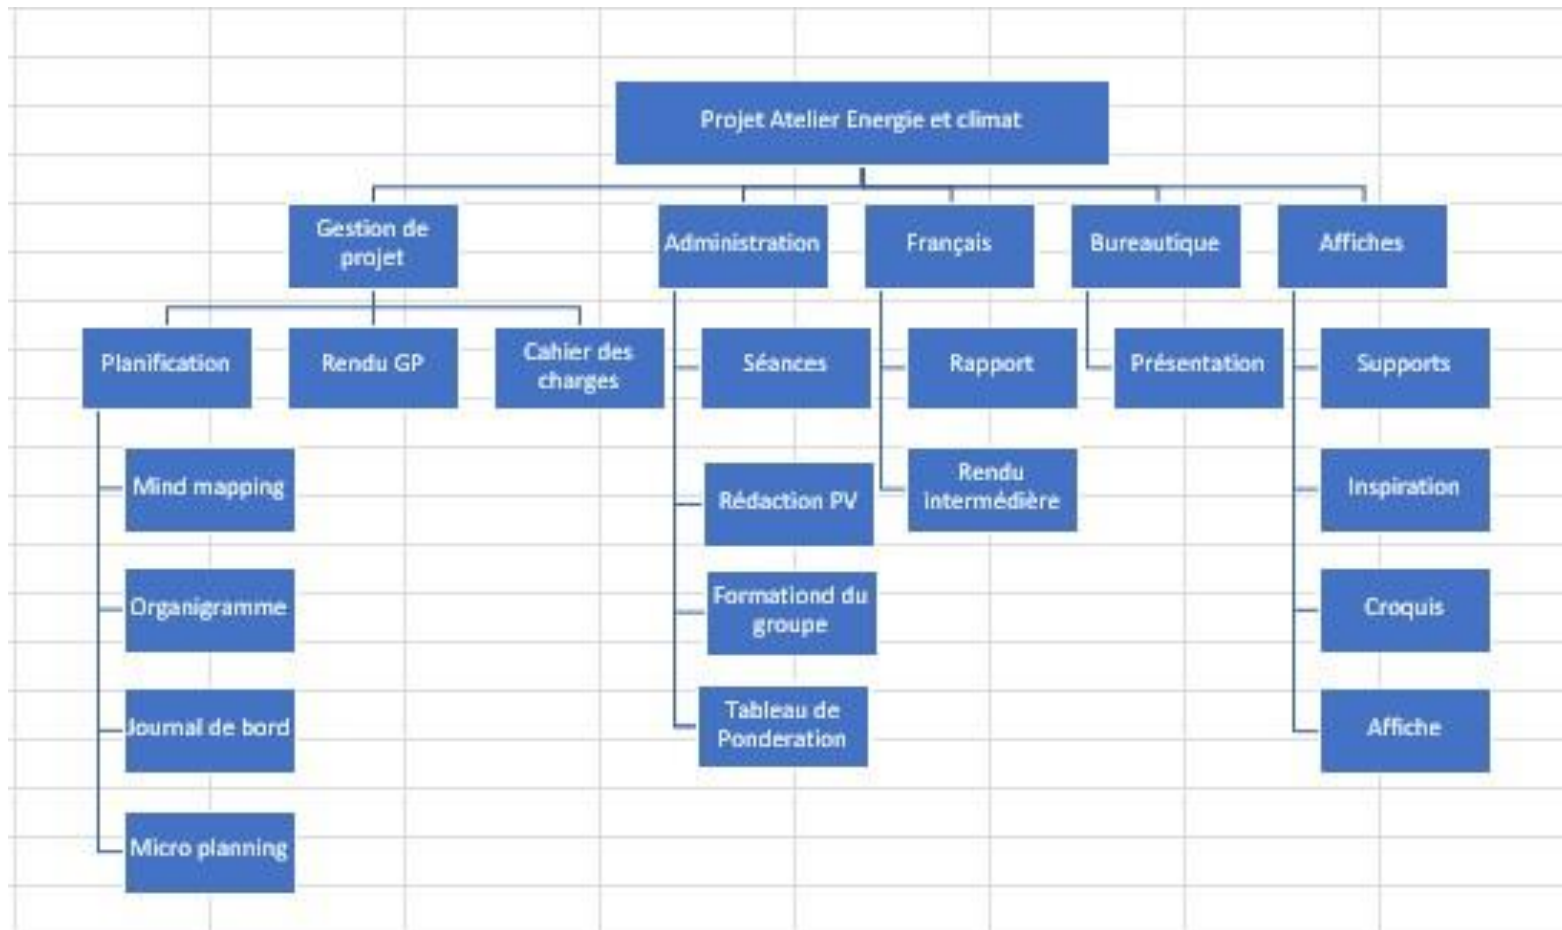 Projet Atelier Energie et climat
Gestion de
projet
Administration
Français
Bureautique
Affiches
Planification
Rendu GP
Cahier des
charges
Séances
Rapport
Présentation
Supports
Mind mapping
Rédaction PV
Rendu
intermédière
Inspiration
Organigramme
Formationd du
groupe
Croquis
Journal de bord
Tableau de
Ponderation
Affiche
Micro planning